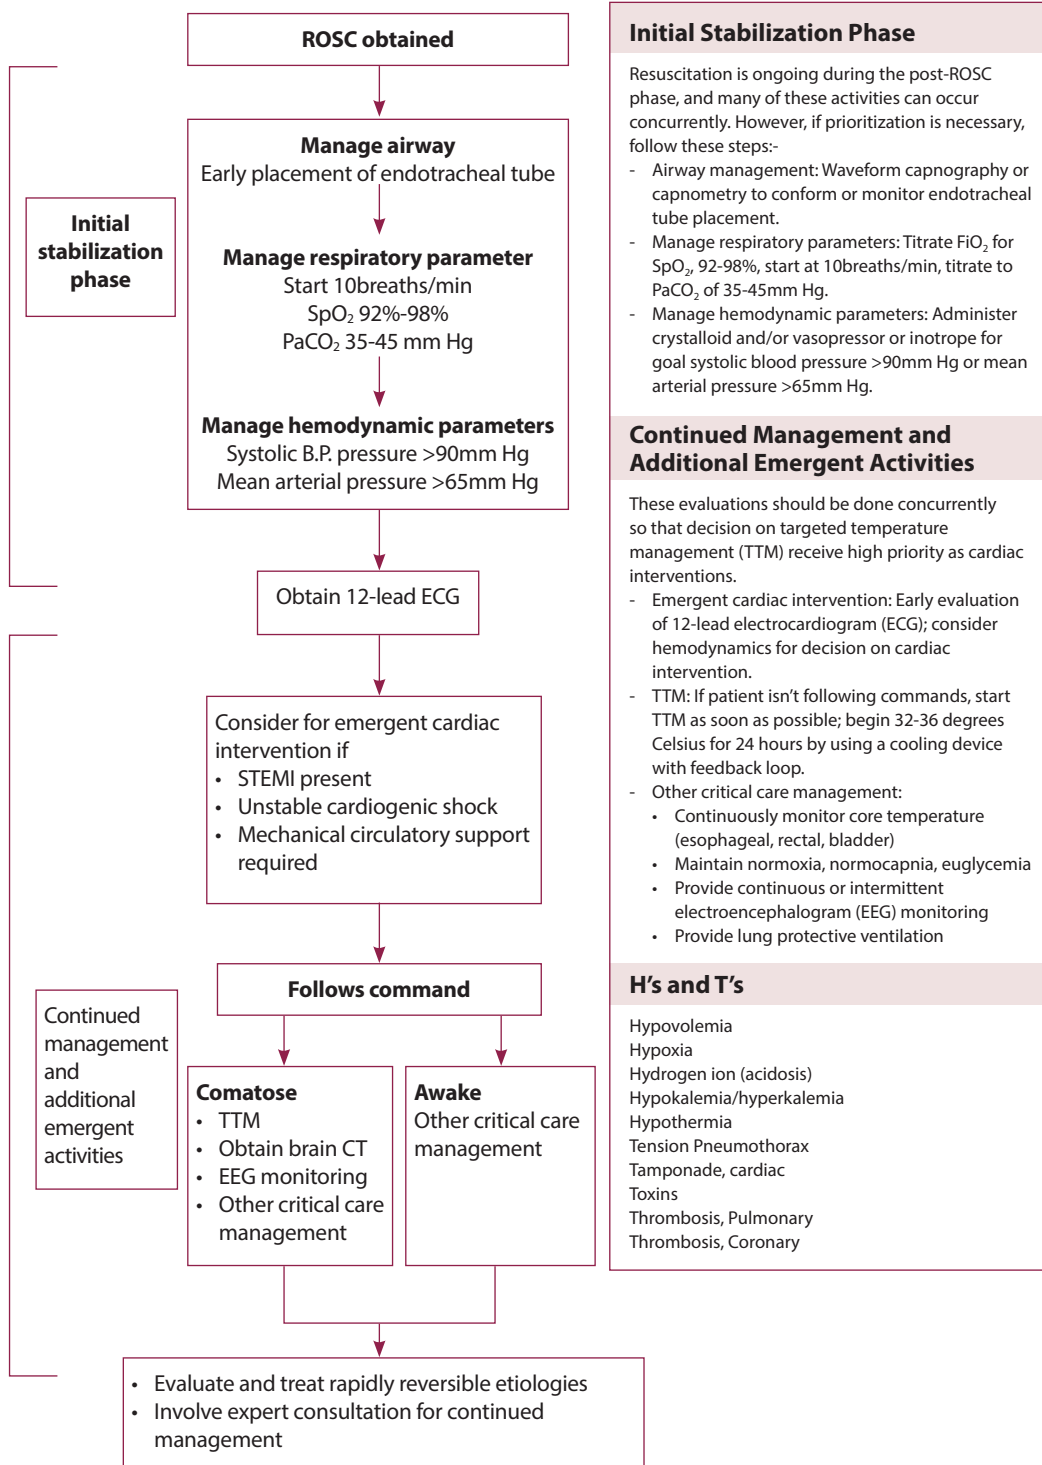 ROSC obtained
Manage airway
Early placement of endotracheal tube
Manage respiratory parameter
Start 10breaths/min
SpO₂ 92%-98%
PaCO₂ 35-45 mm Hg
Manage hemodynamic parameters
Systolic B.P. pressure >90mm Hg
Mean arterial pressure >65mm Hg
Initial
stabilization
phase
Obtain 12-lead ECG
Consider for emergent cardiac
intervention if
• STEMI present
• Unstable cardiogenic shock
• Mechanical circulatory support
required
Follows command
Continued
management
and
additional
emergent
activities
Comatose
• TTM
• Obtain brain CT
• EEG monitoring
• Other critical care
management
Awake
Other critical care
management
• Evaluate and treat rapidly reversible etiologies
• Involve expert consultation for continued
management
Initial Stabilization Phase
Resuscitation is ongoing during the post-ROSC
phase, and many of these activities can occur
concurrently. However, if prioritization is necessary,
follow these steps:-
- Airway management: Waveform capnography or
capnometry to conform or monitor endotracheal
tube placement.
- Manage respiratory parameters: Titrate FiO₂ for
SpO₂, 92-98%, start at 10breaths/min, titrate to
PaCO₂ of 35-45mm Hg.
- Manage hemodynamic parameters: Administer
crystalloid and/or vasopressor or inotrope for
goal systolic blood pressure >90mm Hg or mean
arterial pressure >65mm Hg.
Continued Management and
Additional Emergent Activities
These evaluations should be done concurrently
so that decision on targeted temperature
management (TTM) receive high priority as cardiac
interventions.
- Emergent cardiac intervention: Early evaluation
of 12-lead electrocardiogram (ECG); consider
hemodynamics for decision on cardiac
intervention.
- TTM: If patient isn't following commands, start
TTM as soon as possible; begin 32-36 degrees
Celsius for 24 hours by using a cooling device
with feedback loop.
- Other critical care management:
• Continuously monitor core temperature
(esophageal, rectal, bladder)
• Maintain normoxia, normocapnia, euglycemia
• Provide continuous or intermittent
electroencephalogram (EEG) monitoring
• Provide lung protective ventilation
H's and T's
Hypovolemia
Hypoxia
Hydrogen ion (acidosis)
Hypokalemia/hyperkalemia
Hypothermia
Tension Pneumothorax
Tamponade, cardiac
Toxins
Thrombosis, Pulmonary
Thrombosis, Coronary